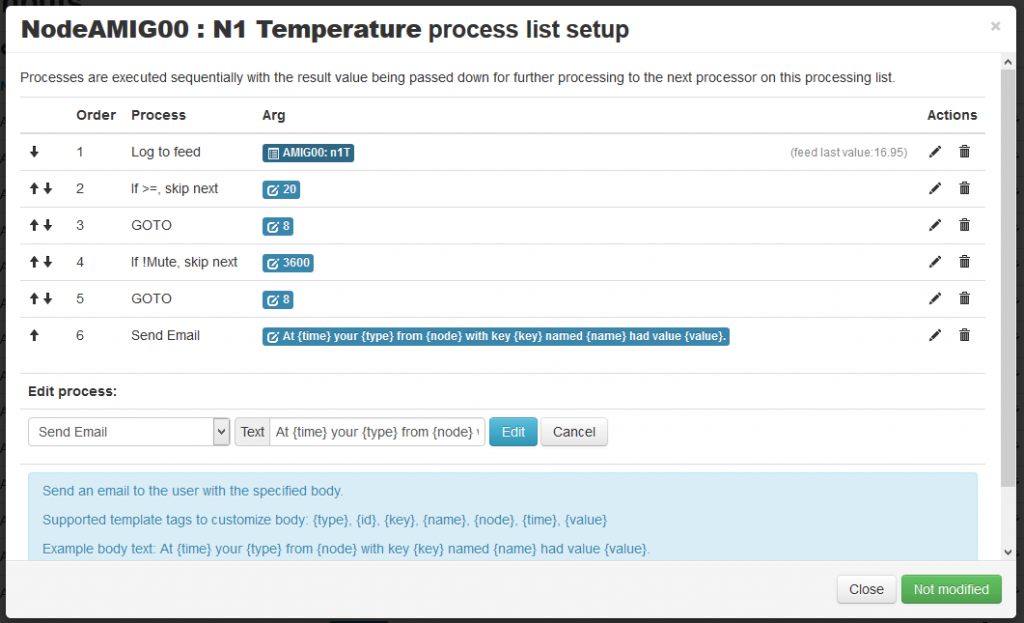 NodeAMIG00 : N1 Temperature process list setup ×
Processes are executed sequentially with the result value being passed down for further processing to the next processor on this processing list.
Order Process Arg Actions
1 Log to feed AMIG00: n1T (feed last value:16.95)
2 If >=, skip next 20
3 GOTO 8
4 If !Mute, skip next 3600
5 GOTO 8
6 Send Email At {time} your {type} from {node} with key {key} named {name} had value {value}.
Edit process:
Send Email Text At {time} your {type} from {node} Edit Cancel
Send an email to the user with the specified body.
Supported template tags to customize body: {type}, {id}, {key}, {name}, {node}, {time}, {value}
Example body text: At {time} your {type} from {node} with key {key} named {name} had value {value}.
Close Not modified